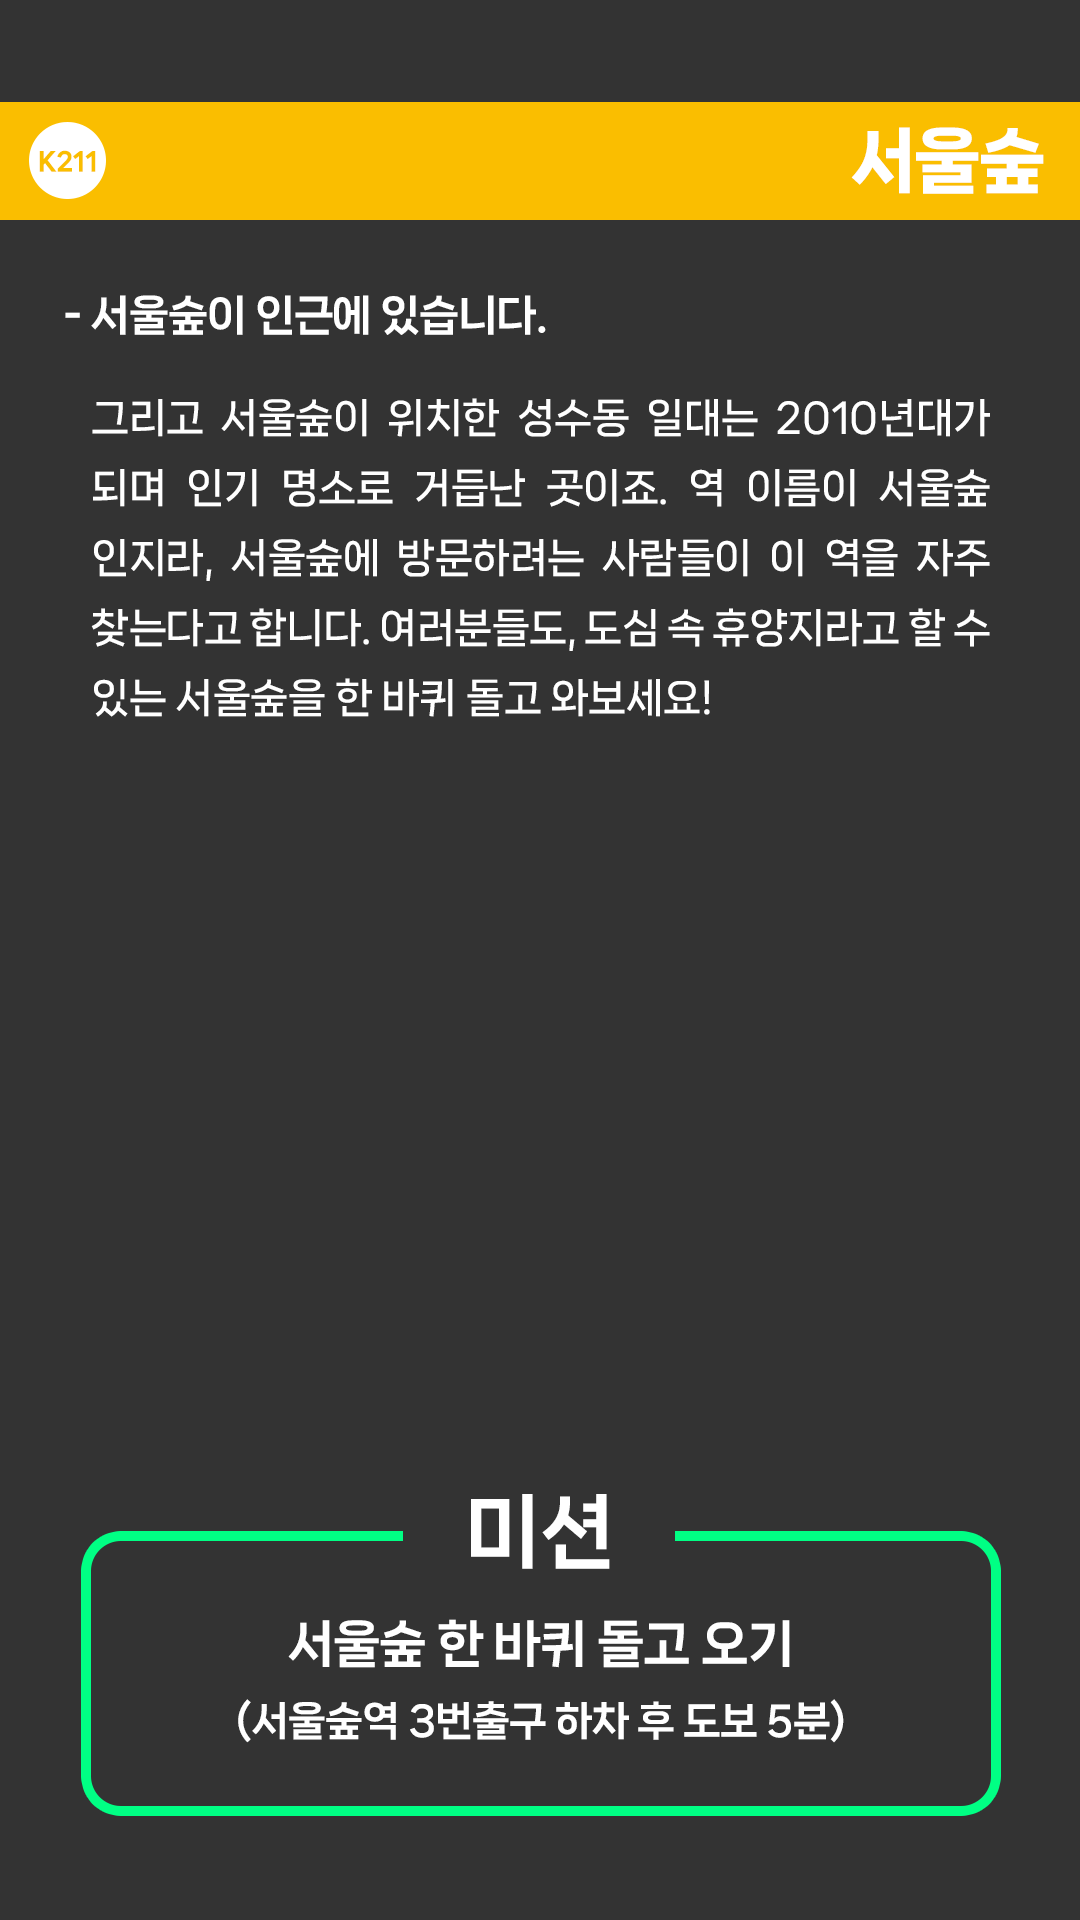 K211
서울숲
- 서울숲이 인근에 있습니다.
그리고 서울숲이 위치한 성수동 일대는 2010년대가
되며 인기 명소로 거듭난 곳이죠. 역 이름이 서울숲
인지라, 서울숲에 방문하려는 사람들이 이 역을 자주
찾는다고 합니다. 여러분들도, 도심 속 휴양지라고 할 수
있는 서울숲을 한 바퀴 돌고 와보세요!
미션
서울숲 한 바퀴 돌고 오기
(서울숲역 3번출구 하차 후 도보 5분)